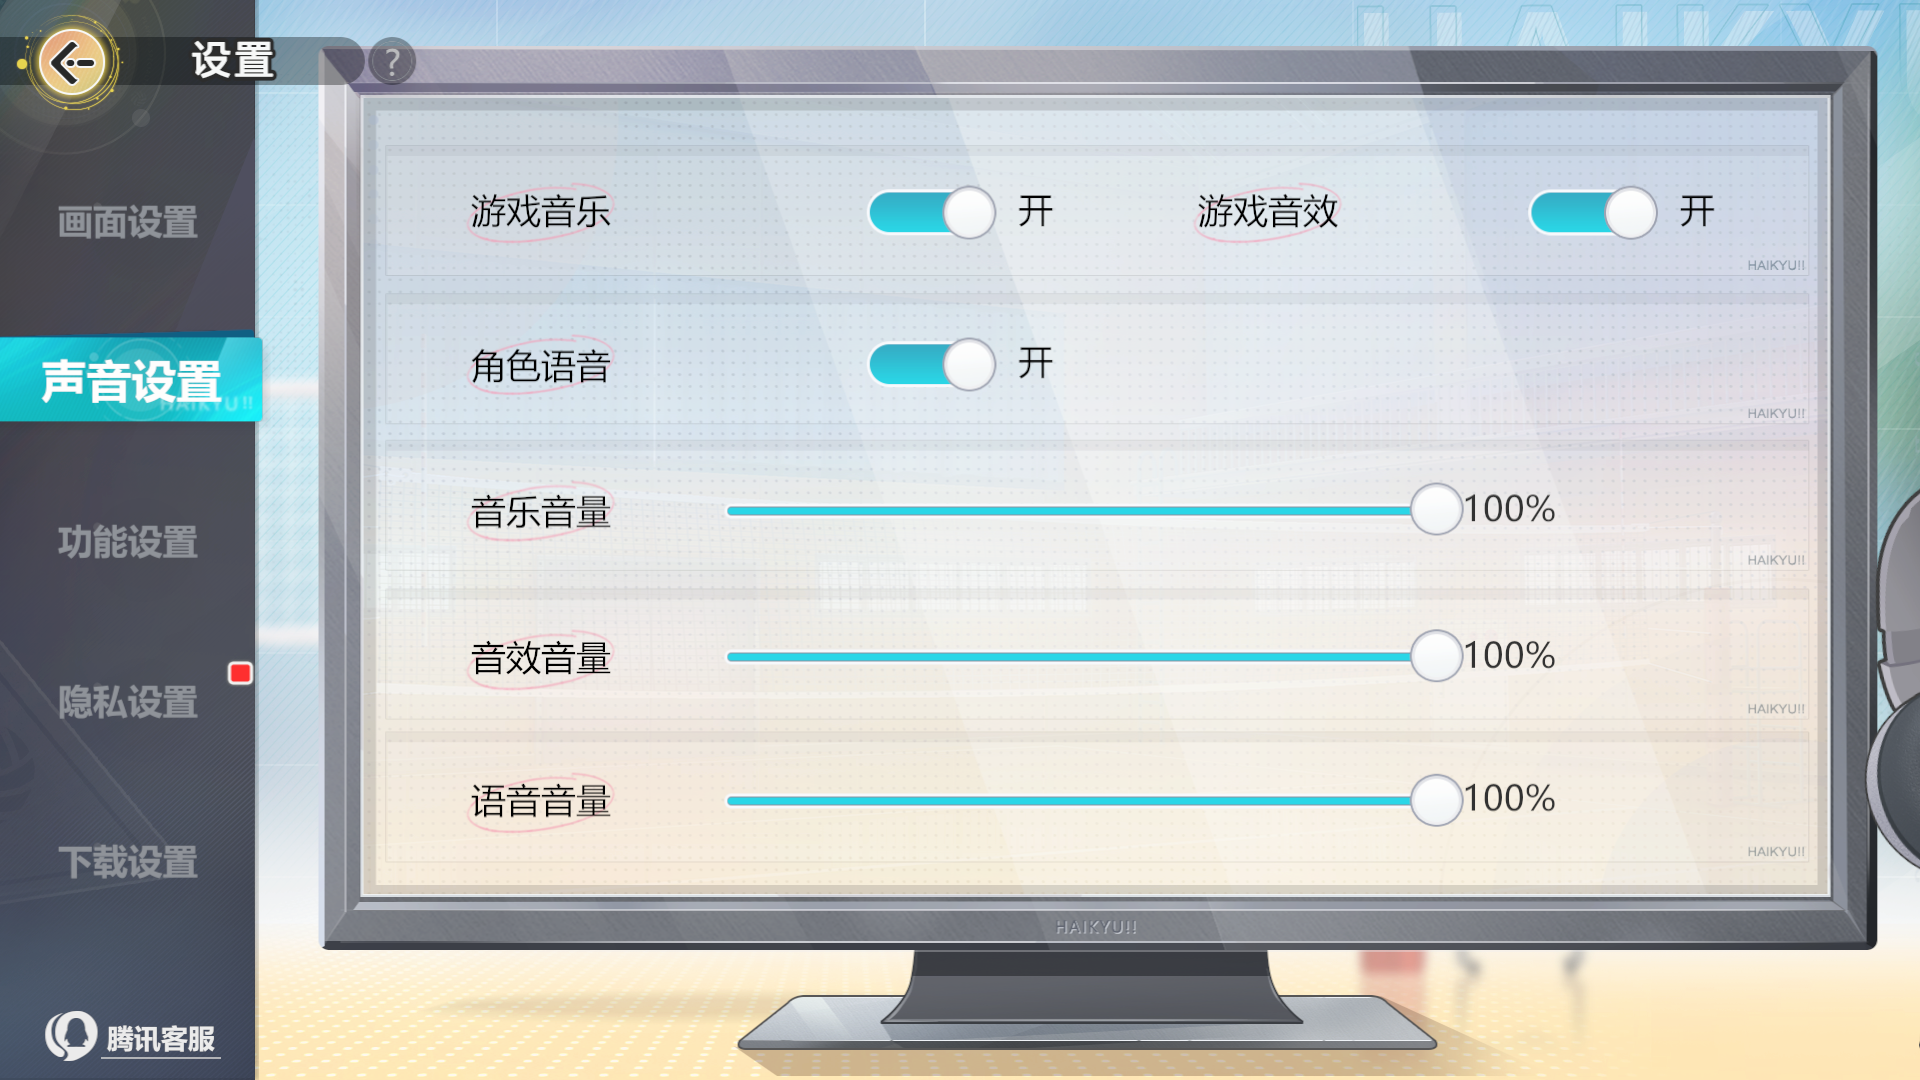 设置
?
画面设置
声音设置
HAIKYU!!
功能设置
隐私设置
下载设置
腾讯客服
游戏音乐 开 游戏音效 开
HAIKYU!!
角色语音 开
HAIKYU!!
音乐音量 100%
HAIKYU!!
音效音量 100%
HAIKYU!!
语音音量 100%
HAIKYU!!
HAIKYU!!